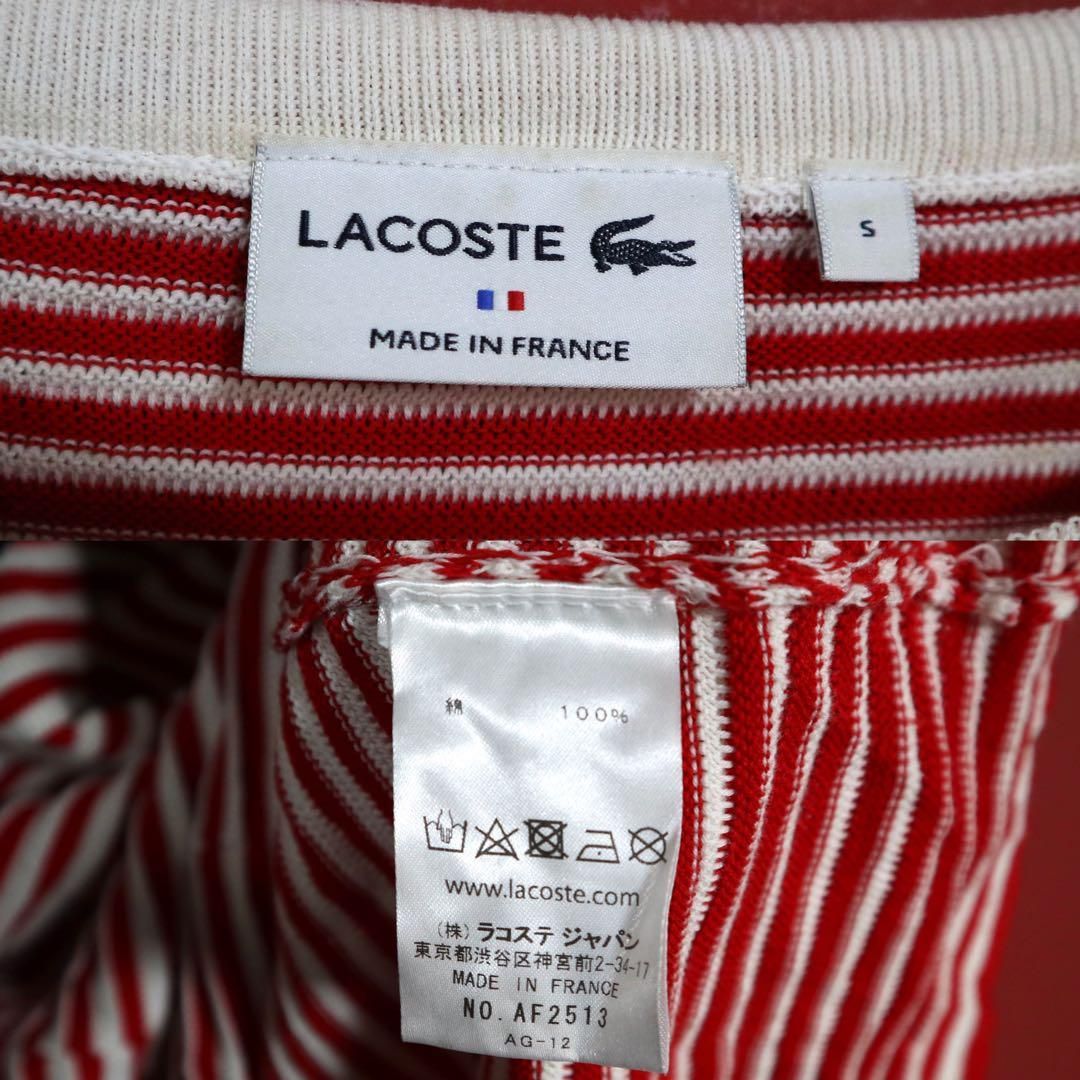 LACOSTE
MADE IN FRANCE
S
綿 100%
www.lacoste.com
(株) ラコステ ジャパン
東京都渋谷区神宮前2-34-17
MADE IN FRANCE
NO. AF2513
AG-12